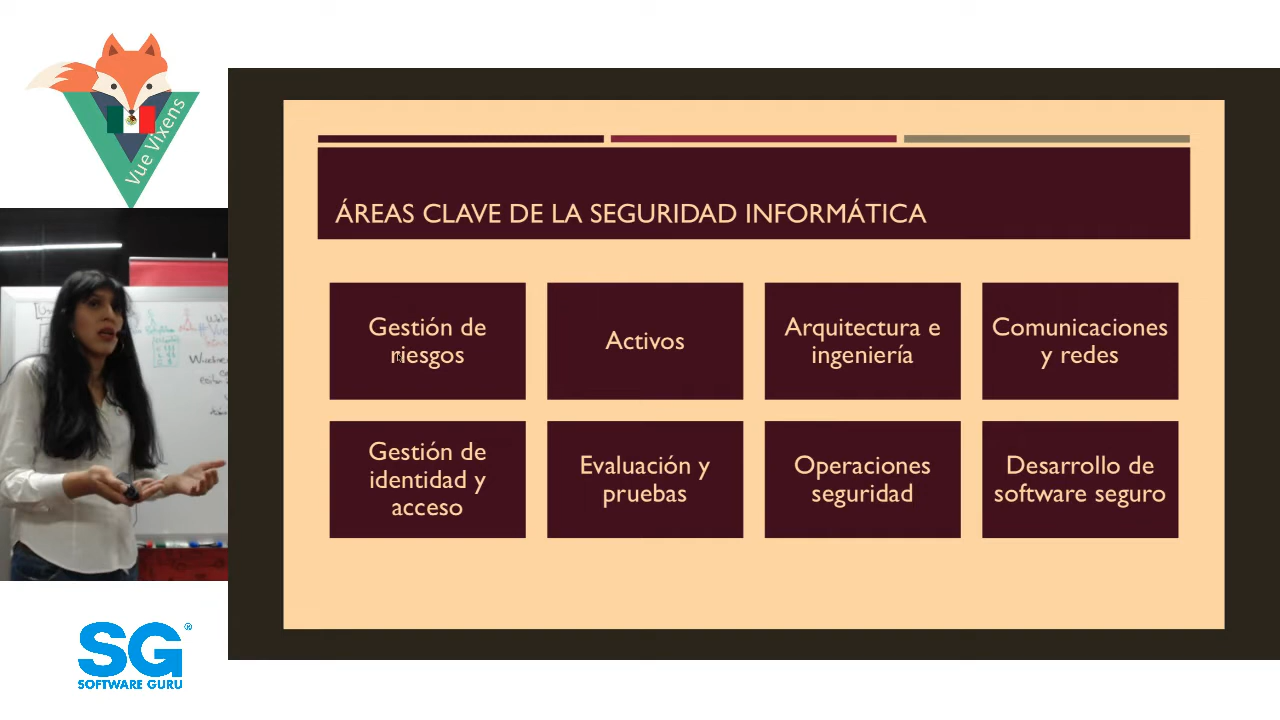 Vue Vixens
ÁREAS CLAVE DE LA SEGURIDAD INFORMÁTICA
Gestión de
riesgos
Activos
Arquitectura e
ingeniería
Comunicaciones
y redes
Gestión de
identidad y
acceso
Evaluación y
pruebas
Operaciones
seguridad
Desarrollo de
software seguro
SG®
SOFTWARE GURU